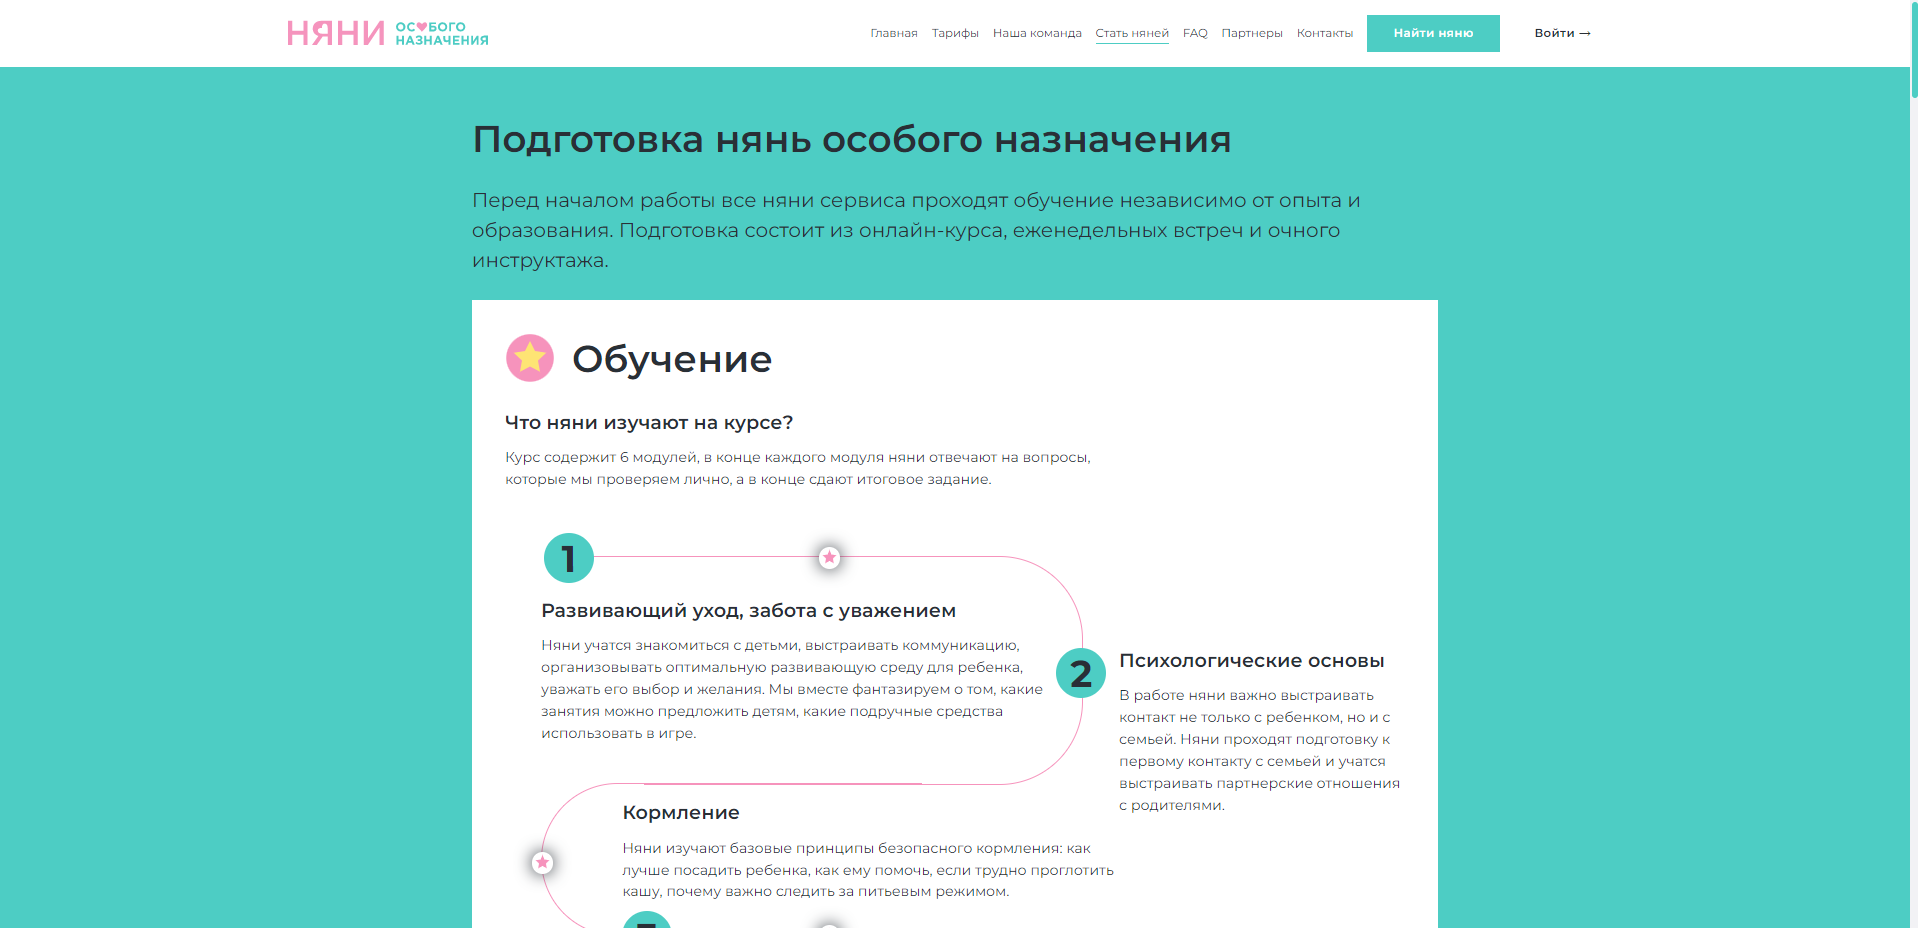 НЯНИ ОСОБОГО
НАЗНАЧЕНИЯ
Главная Тарифы Наша команда Стать няней FAQ Партнеры Контакты Найти няню Войти →
Подготовка нянь особого назначения
Перед началом работы все няни сервиса проходят обучение независимо от опыта и
образования. Подготовка состоит из онлайн-курса, еженедельных встреч и очного
инструктажа.
Обучение
Что няни изучают на курсе?
Курс содержит 6 модулей, в конце каждого модуля няни отвечают на вопросы,
которые мы проверяем лично, а в конце сдают итоговое задание.
1
Развивающий уход, забота с уважением
Няни учатся знакомиться с детьми, выстраивать коммуникацию,
организовывать оптимальную развивающую среду для ребенка,
уважать его выбор и желания. Мы вместе фантазируем о том, какие
занятия можно предложить детям, какие подручные средства
использовать в игре.
2
Психологические основы
В работе няни важно выстраивать
контакт не только с ребенком, но и с
семьей. Няни проходят подготовку к
первому контакту с семьей и учатся
выстраивать партнерские отношения
с родителями.
Кормление
Няни изучают базовые принципы безопасного кормления: как
лучше посадить ребенка, как ему помочь, если трудно проглотить
кашу, почему важно следить за питьевым режимом.